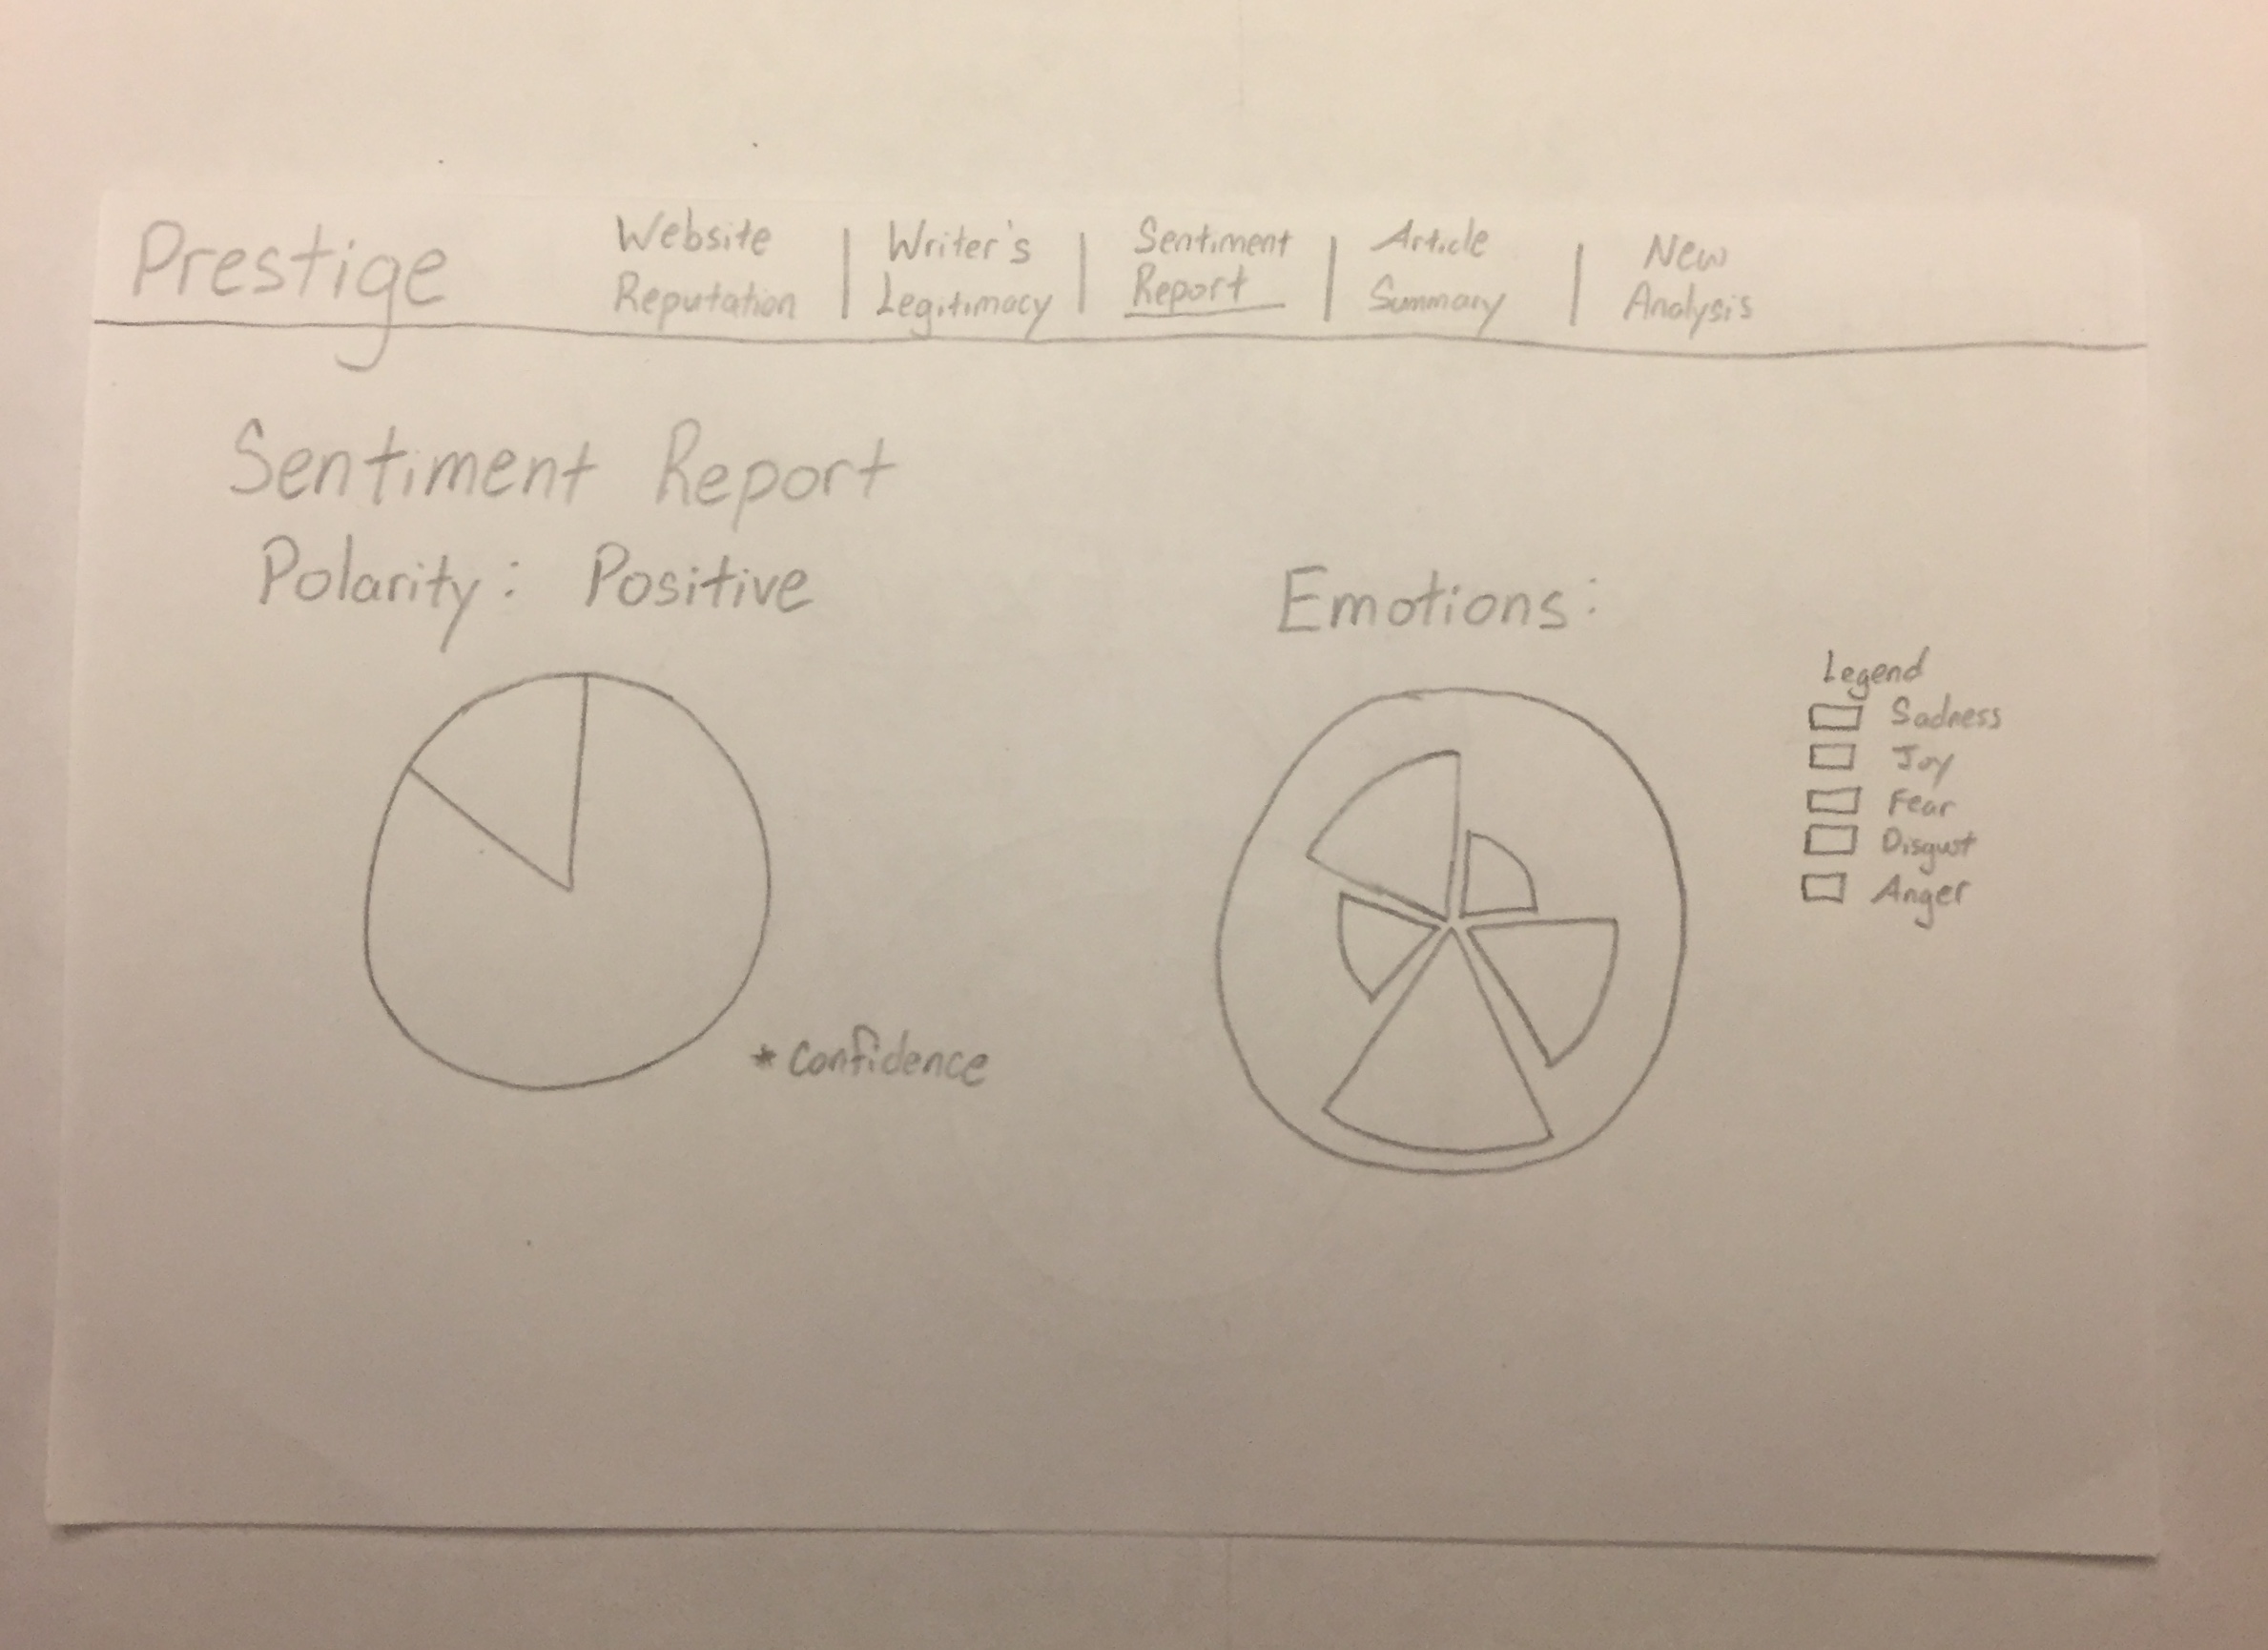 Prestige
Website
Reputation
Writer's
Legitimacy
Sentiment
Report
Article
Summary
New
Analysis
Sentiment Report
Polarity: Positive
* Confidence
Emotions:
Legend
Sadness
Joy
Fear
Disgust
Anger